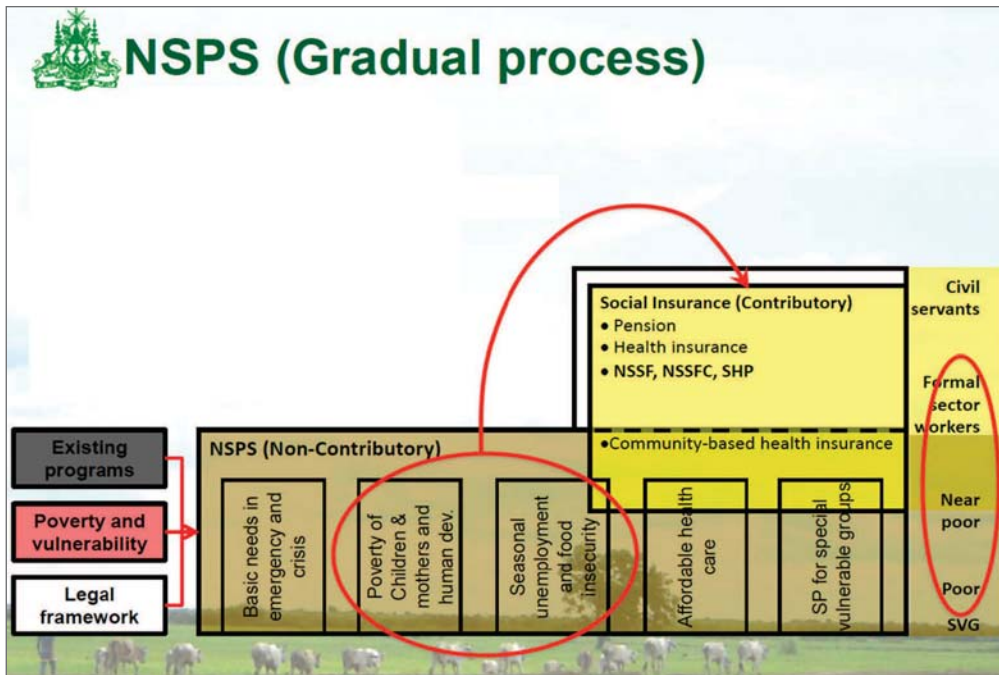 NSPS (Gradual process)
Social Insurance (Contributory)
● Pension
● Health insurance
● NSSF, NSSFC, SHP
●Community-based health insurance
Civil
servants
Formal
sector
workers
Near
poor
Poor
SVG
Existing
programs
Poverty and
vulnerability
Legal
framework
NSPS (Non-Contributory)
Basic needs in
emergency and
crisis
Poverty of
Children &
mothers and
human dev.
Seasonal
unemployment
and food
insecurity
Affordable health
care
SP for special
vulnerable groups